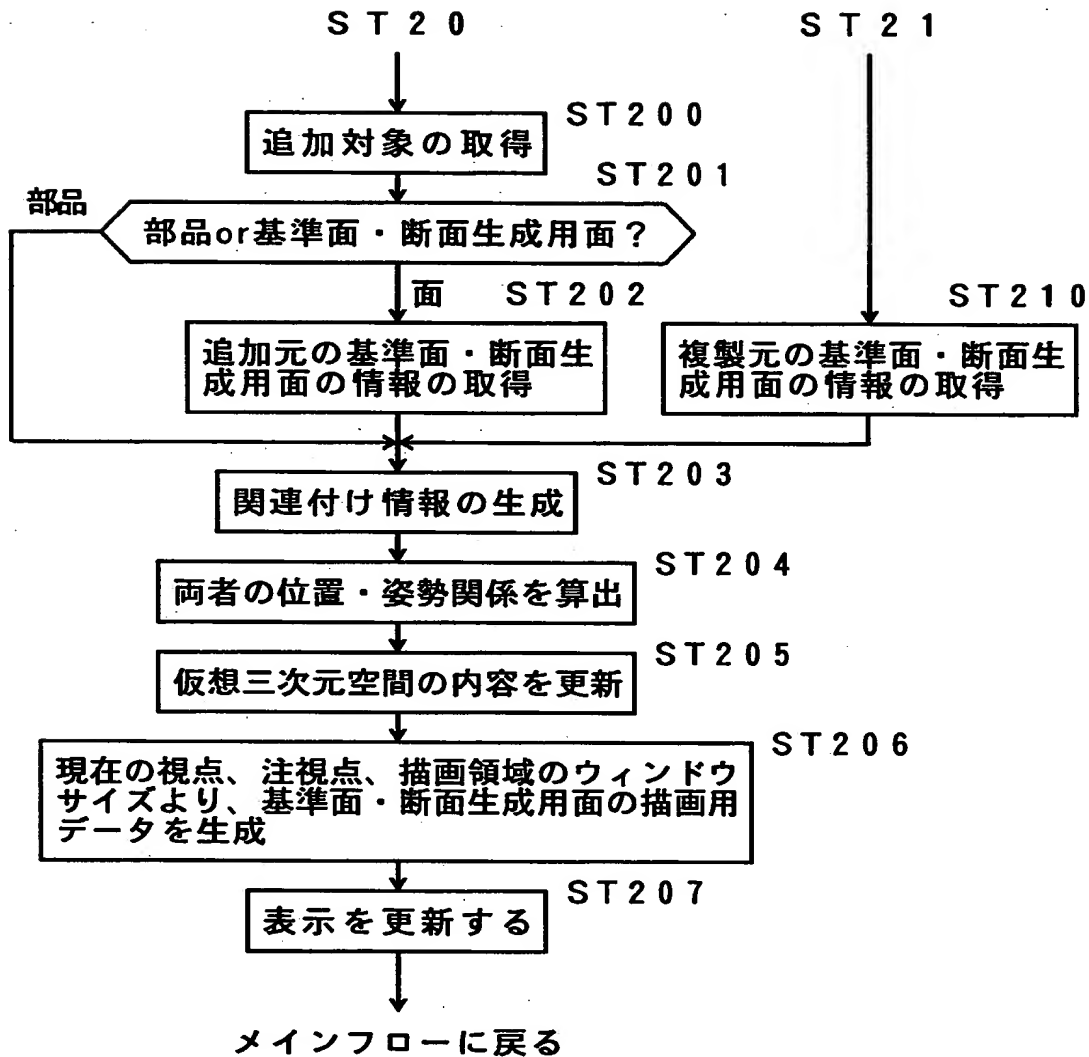 ST20
ST21
ST200
追加対象の取得
ST201
部品
部品or基準面・断面生成用面？
面
ST202
ST210
追加元の基準面・断面生
成用面の情報の取得
複製元の基準面・断面生
成用面の情報の取得
ST203
関連付け情報の生成
ST204
両者の位置・姿勢関係を算出
ST205
仮想三次元空間の内容を更新
ST206
現在の視点、注視点、描画領域のウィンドウ
サイズより、基準面・断面生成用面の描画用
データを生成
ST207
表示を更新する
メインフローに戻る